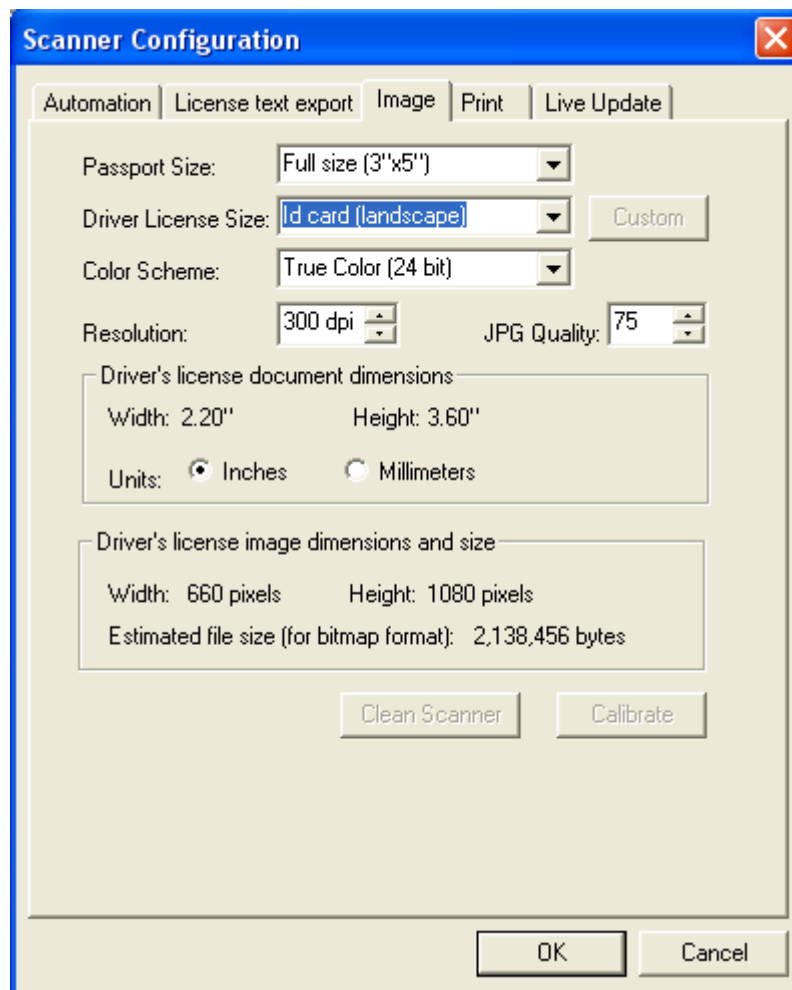 Scanner Configuration
Automation License text export Image Print Live Update
Passport Size: Full size (3"x5")
Driver License Size: Id card (landscape) Custom
Color Scheme: True Color (24 bit)
Resolution: 300 dpi JPG Quality: 75
Driver's license document dimensions
Width: 2.20" Height: 3.60"
Units: Inches Millimeters
Driver's license image dimensions and size
Width: 660 pixels Height: 1080 pixels
Estimated file size (for bitmap format): 2,138,456 bytes
Clean Scanner Calibrate
OK Cancel